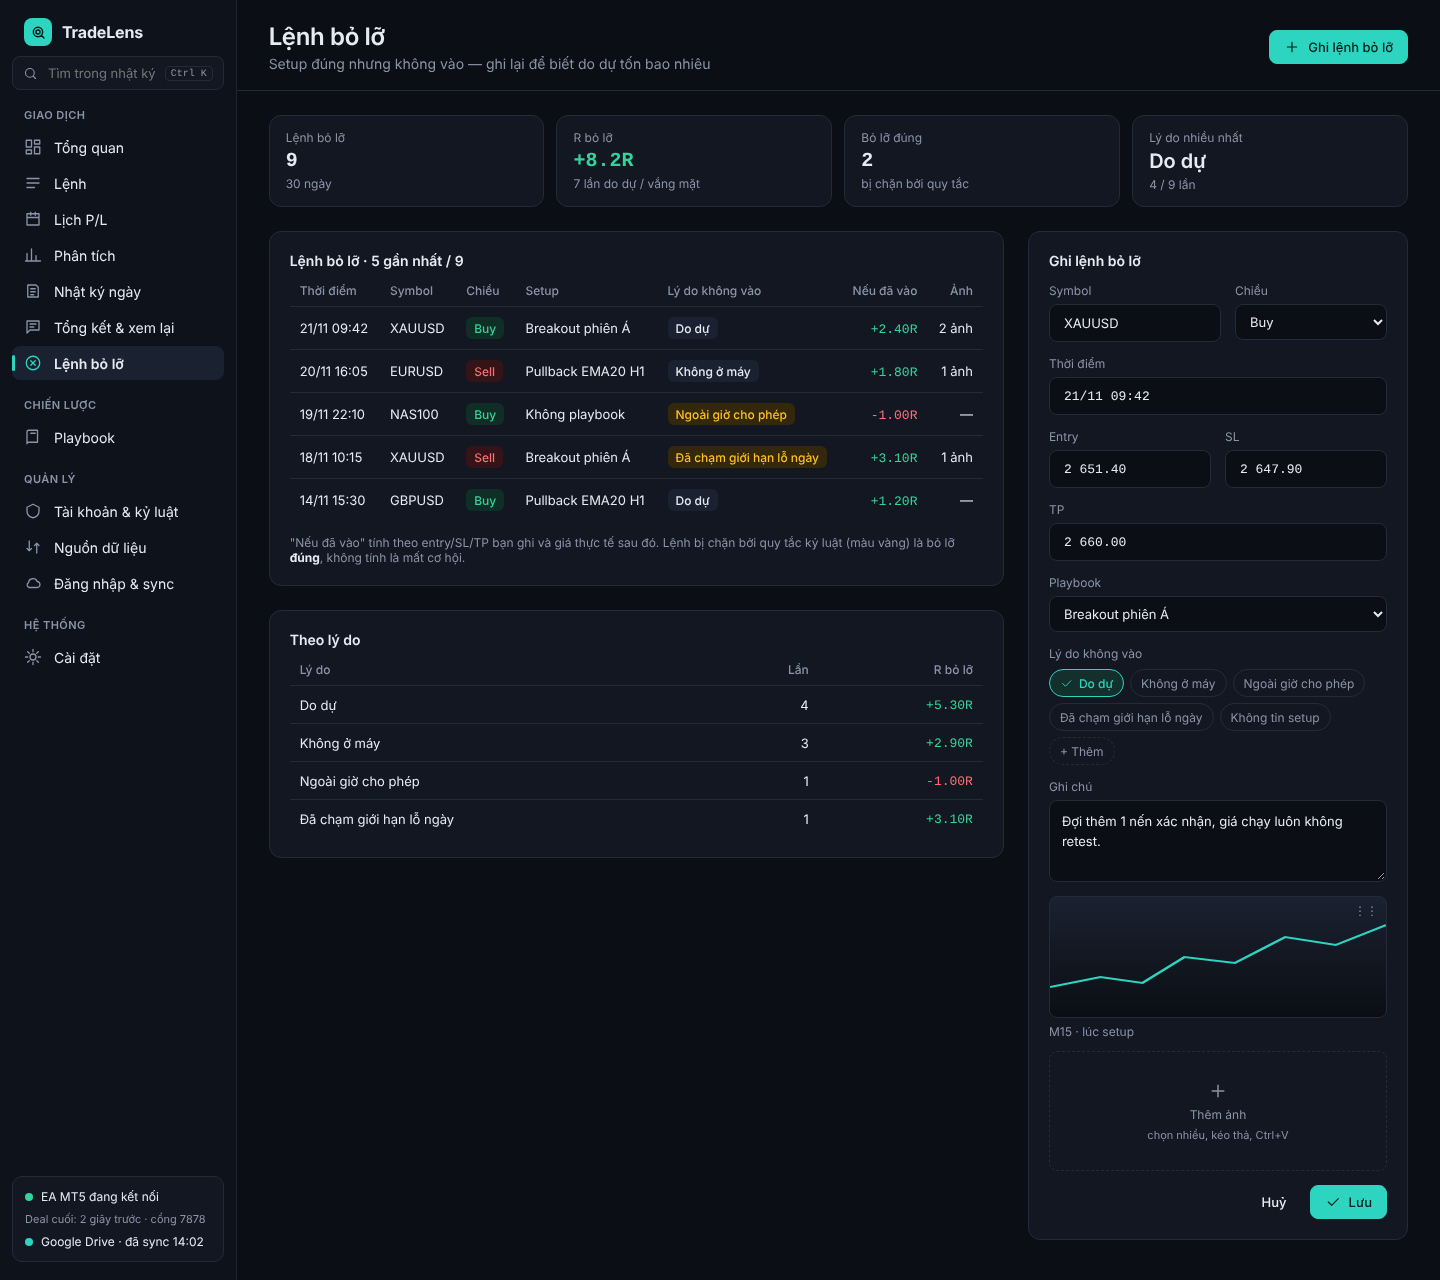 TradeLens
Tìm trong nhật ký Ctrl K
GIAO DỊCH
Tổng quan
Lệnh
Lịch P/L
Phân tích
Nhật ký ngày
Tổng kết & xem lại
Lệnh bỏ lỡ
CHIẾN LƯỢC
Playbook
QUẢN LÝ
Tài khoản & kỷ luật
Nguồn dữ liệu
Đăng nhập & sync
HỆ THỐNG
Cài đặt
EA MT5 đang kết nối
Deal cuối: 2 giây trước · cổng 7878
Google Drive · đã sync 14:02
Lệnh bỏ lỡ
Setup đúng nhưng không vào — ghi lại để biết do dự tốn bao nhiêu
Ghi lệnh bỏ lỡ
Lệnh bỏ lỡ
9
30 ngày
R bỏ lỡ
+8.2R
7 lần do dự / vắng mặt
Bỏ lỡ đúng
2
bị chặn bởi quy tắc
Lý do nhiều nhất
Do dự
4 / 9 lần
Lệnh bỏ lỡ · 5 gần nhất / 9
Thời điểm Symbol Chiều Setup Lý do không vào Nếu đã vào Ảnh
21/11 09:42 XAUUSD Buy Breakout phiên Á Do dự +2.40R 2 ảnh
20/11 16:05 EURUSD Sell Pullback EMA20 H1 Không ở máy +1.80R 1 ảnh
19/11 22:10 NAS100 Buy Không playbook Ngoài giờ cho phép -1.00R —
18/11 10:15 XAUUSD Sell Breakout phiên Á Đã chạm giới hạn lỗ ngày +3.10R 1 ảnh
14/11 15:30 GBPUSD Buy Pullback EMA20 H1 Do dự +1.20R —
"Nếu đã vào" tính theo entry/SL/TP bạn ghi và giá thực tế sau đó. Lệnh bị chặn bởi quy tắc kỷ luật (màu vàng) là bỏ lỡ
đúng, không tính là mất cơ hội.
Theo lý do
Lý do Lần R bỏ lỡ
Do dự 4 +5.30R
Không ở máy 3 +2.90R
Ngoài giờ cho phép 1 -1.00R
Đã chạm giới hạn lỗ ngày 1 +3.10R
Ghi lệnh bỏ lỡ
Symbol Chiều
XAUUSD Buy
Thời điểm
21/11 09:42
Entry SL
2 651.40 2 647.90
TP
2 660.00
Playbook
Breakout phiên Á
Lý do không vào
Do dự Không ở máy Ngoài giờ cho phép
Đã chạm giới hạn lỗ ngày Không tin setup
+ Thêm
Ghi chú
Đợi thêm 1 nến xác nhận, giá chạy luôn không
retest.
M15 · lúc setup
Thêm ảnh
chọn nhiều, kéo thả, Ctrl+V
Huỷ Lưu